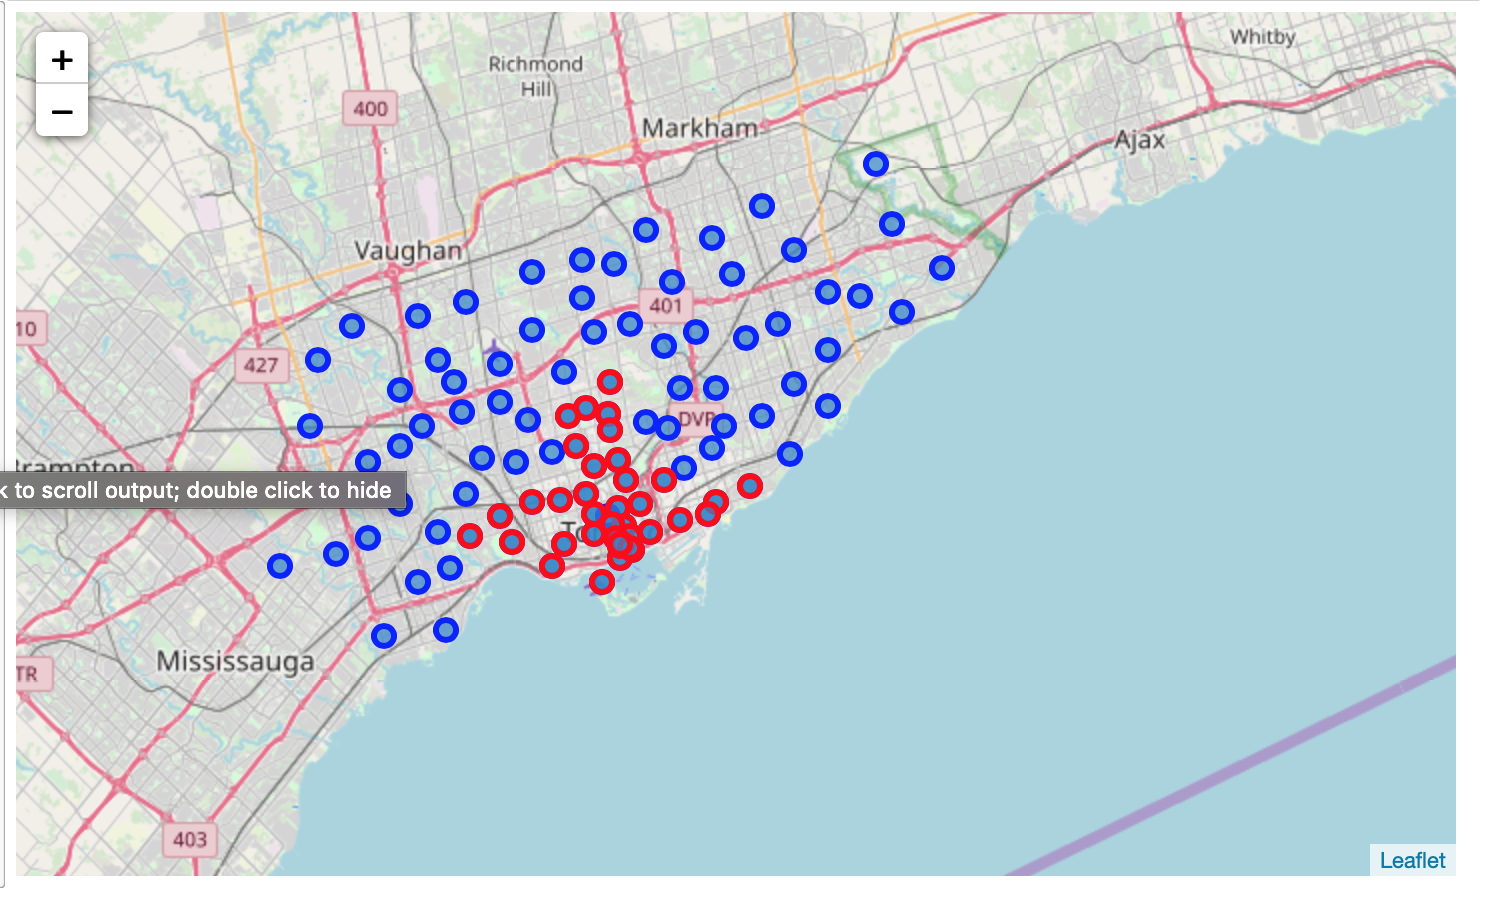 +
−
Whitby
Richmond
Hill
400
Markham
Ajax
Vaughan
401
10
427
DVP
Brampton
k to scroll output; double click to hide
Mississauga
TR
403
Leaflet